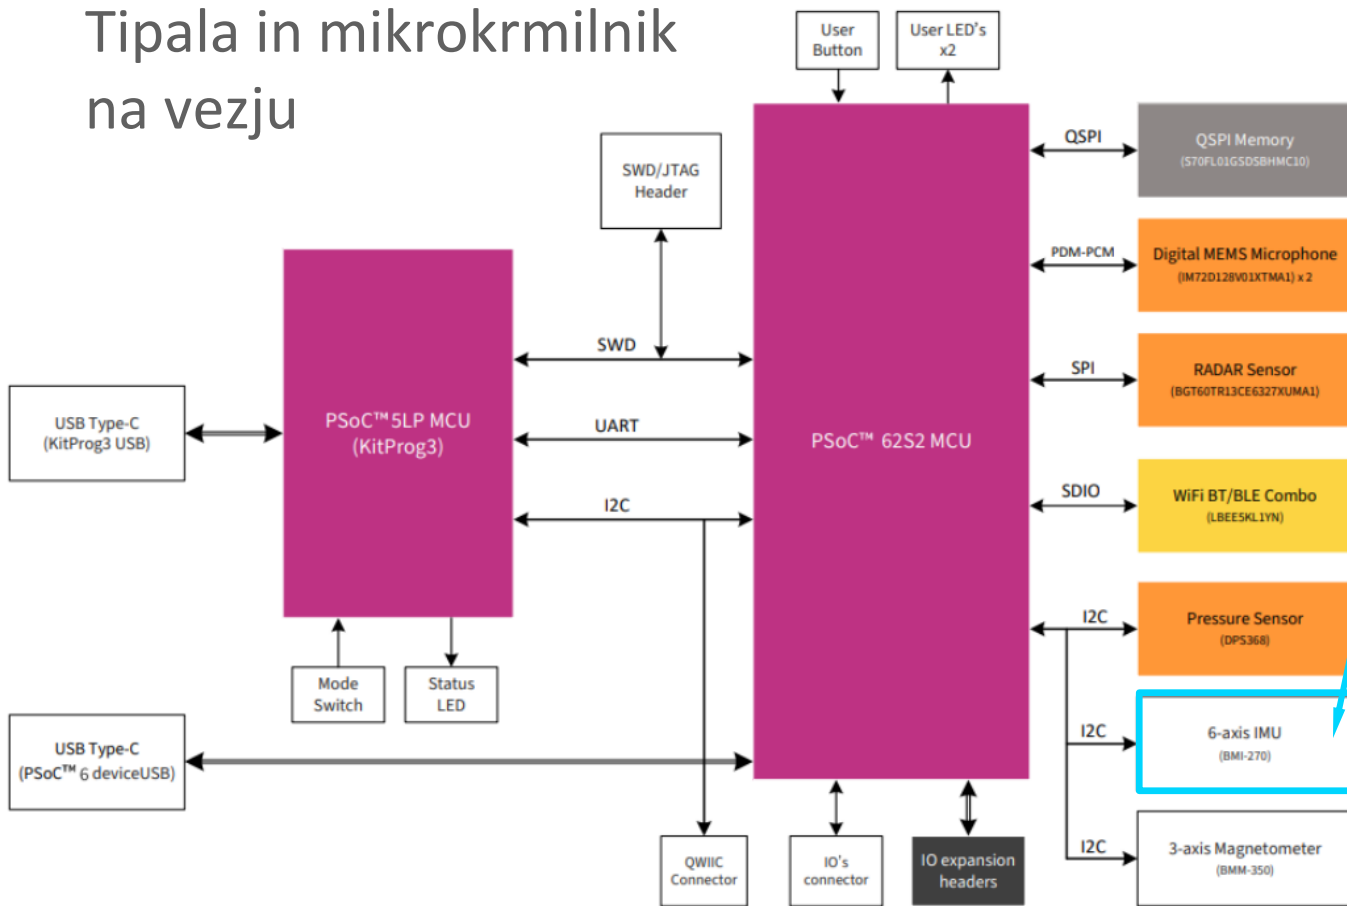 Tipala in mikrokrmilnik
na vezju
User
Button
User LED's
x2
SWD/JTAG
Header
QSPI
QSPI Memory
(S70FL01GSDSBHMC10)
PDM-PCM
Digital MEMS Microphone
(IM72D128V01XTMA1) x 2
SWD
SPI
RADAR Sensor
(BGT60TR13CE6327XUMA1)
USB Type-C
(KitProg3 USB)
PSoC™ 5LP MCU
(KitProg3)
UART
PSoC™ 62S2 MCU
I2C
SDIO
WiFi BT/BLE Combo
(LBEE5KL1YN)
I2C
Pressure Sensor
(DPS368)
Mode
Switch
Status
LED
USB Type-C
(PSoC™ 6 deviceUSB)
I2C
6-axis IMU
(BMI-270)
I2C
3-axis Magnetometer
(BMM-350)
QWIIC
Connector
IO's
connector
IO expansion
headers